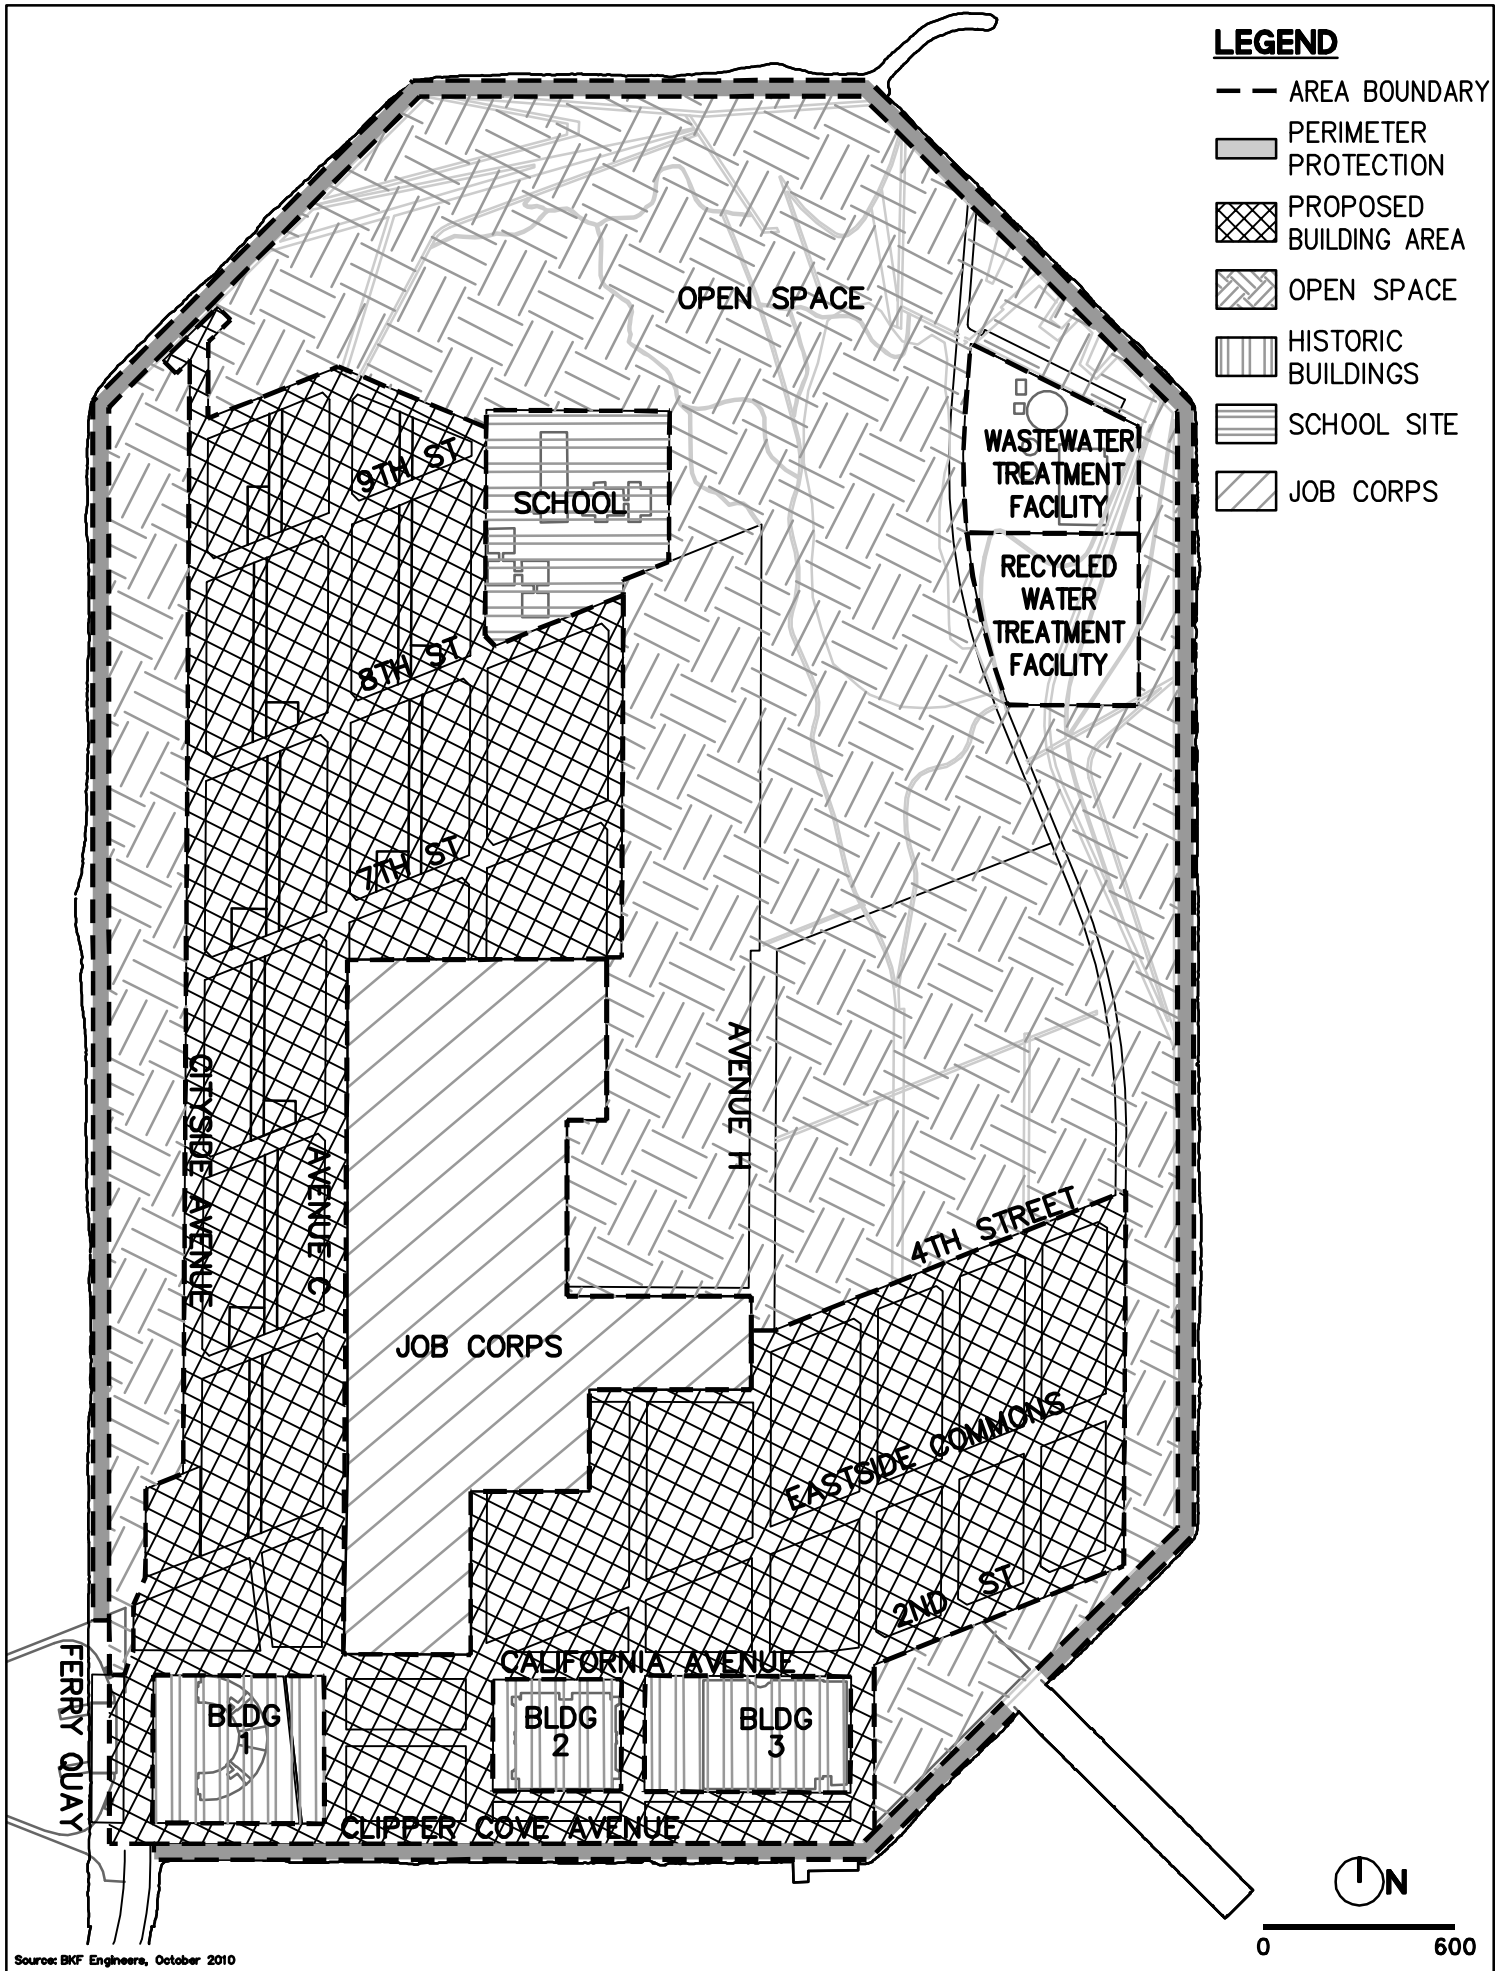 LEGEND
AREA BOUNDARY
PERIMETER
PROTECTION
PROPOSED
BUILDING AREA
OPEN SPACE
HISTORIC
BUILDINGS
SCHOOL SITE
JOB CORPS
OPEN SPACE
9TH ST
SCHOOL
WASTEWATER
TREATMENT
FACILITY
RECYCLED
WATER
TREATMENT
FACILITY
8TH ST
7TH ST
CITYSIDE AVENUE
AVENUE C
AVENUE H
4TH STREET
JOB CORPS
EASTSIDE COMMONS
2ND ST
CALIFORNIA AVENUE
FERRY QUAY
BLDG
1
BLDG
2
BLDG
3
CLIPPER COVE AVENUE
N
0 600
Source: BKF Engineers, October 2010